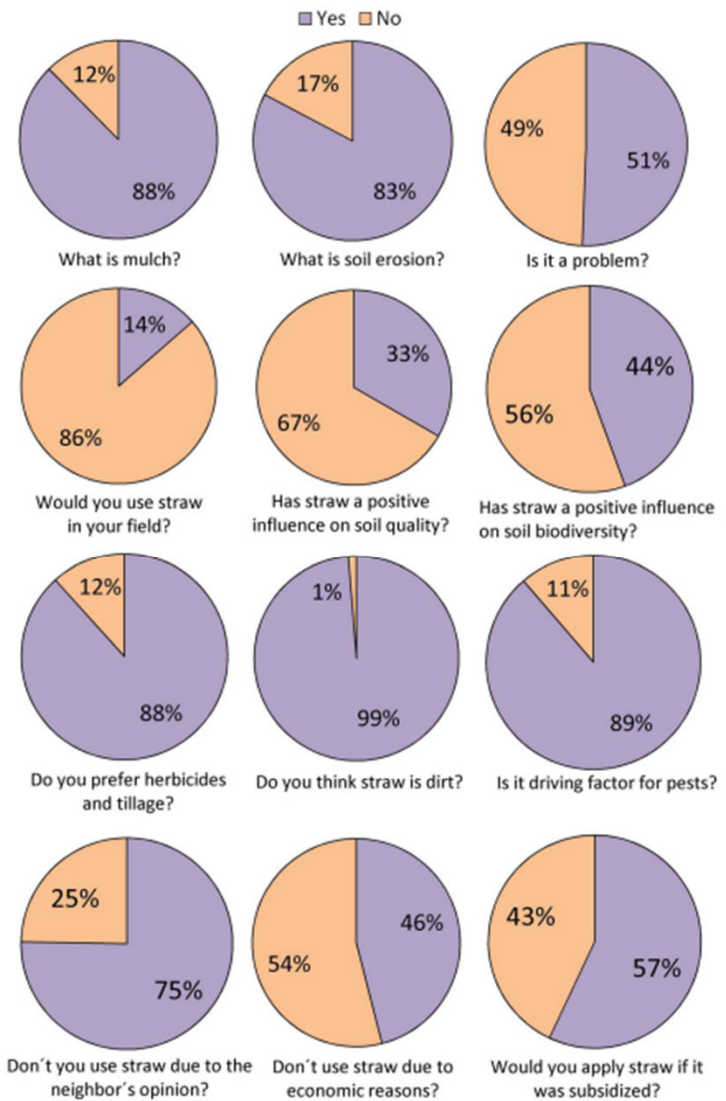 Yes No
12%
88%
What is mulch?
17%
83%
What is soil erosion?
49%
51%
Is it a problem?
14%
86%
Would you use straw
in your field?
33%
67%
Has straw a positive
influence on soil quality?
44%
56%
Has straw a positive influence
on soil biodiversity?
12%
88%
Do you prefer herbicides
and tillage?
1%
99%
Do you think straw is dirt?
11%
89%
Is it driving factor for pests?
25%
75%
Don´t you use straw due to the
neighbor´s opinion?
46%
54%
Don´t use straw due to
economic reasons?
43%
57%
Would you apply straw if it
was subsidized?